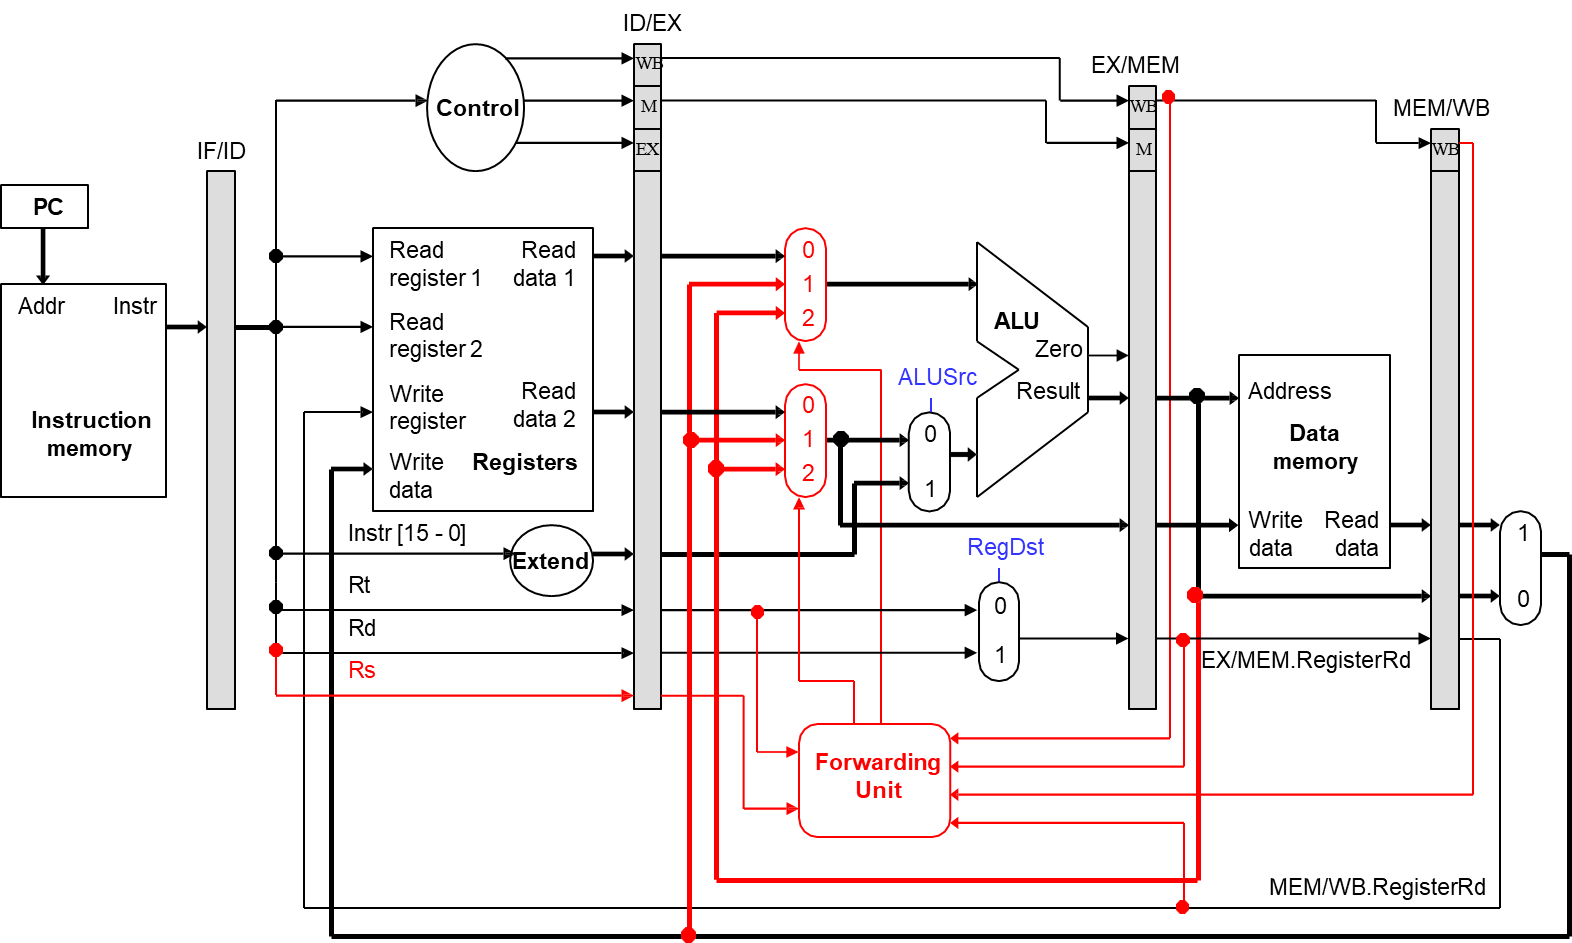 ID/EX
EX/MEM
MEM/WB
IF/ID
WB
M
EX
WB
M
WB
Control
PC
Addr
Instr
Instruction
memory
Read
register 1
Read
data 1
Read
register 2
Write
register
Read
data 2
Write
data
Registers
0
1
2
0
1
2
ALU
Zero
Result
ALUSrc
0
1
Address
Data
memory
Write
data
Read
data
1
0
Instr [15 - 0]
Extend
RegDst
Rt
0
Rd
1
Rs
EX/MEM.RegisterRd
Forwarding
Unit
MEM/WB.RegisterRd